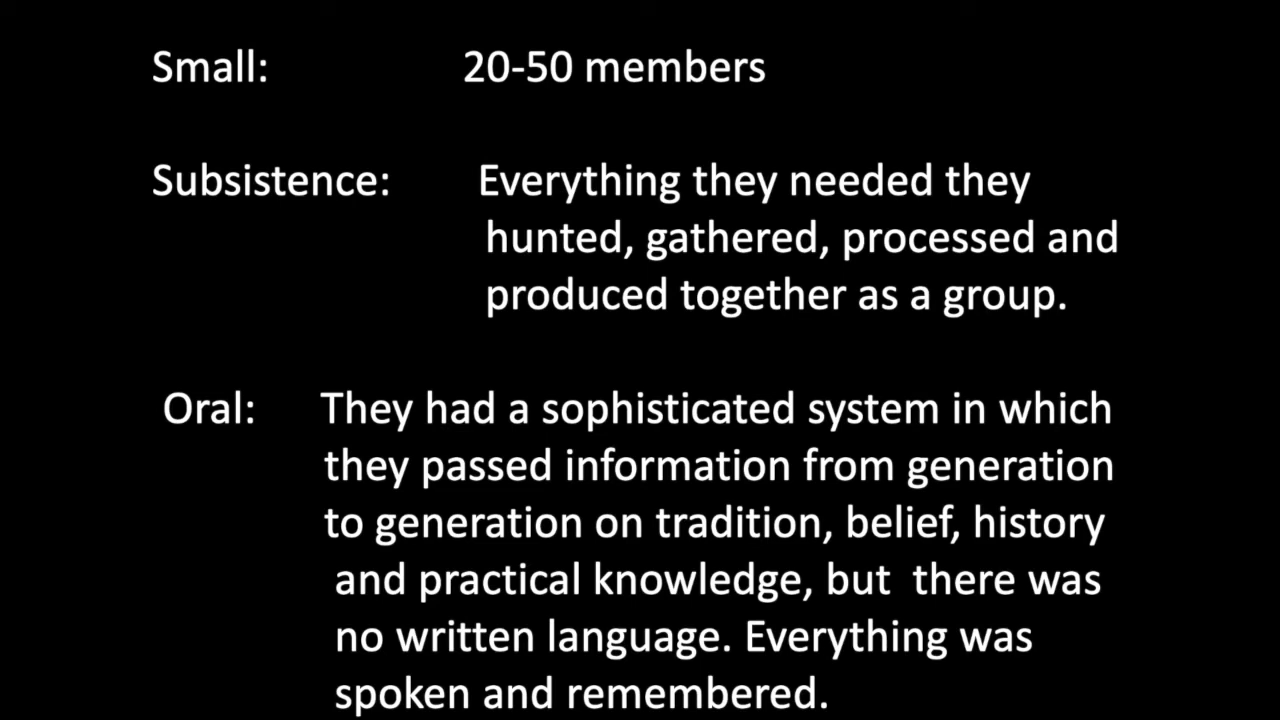 Small: 20-50 members
Subsistence: Everything they needed they
hunted, gathered, processed and
produced together as a group.
Oral: They had a sophisticated system in which
they passed information from generation
to generation on tradition, belief, history
and practical knowledge, but there was
no written language. Everything was
spoken and remembered.